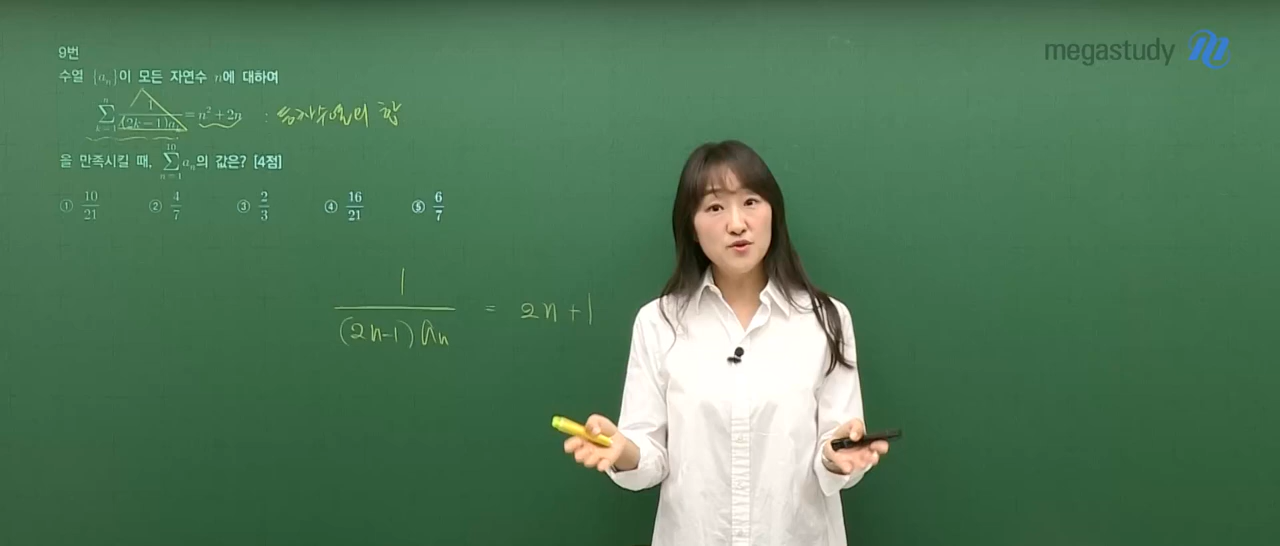 megastudy
9번
수열 {aₙ}이 모든 자연수 n에 대하여
∑_{k=1}^{n} 1/((2k-1)aₖ) = n²+2n : 등차수열의 합
을 만족시킬 때, ∑_{n=1}^{10} aₙ의 값은? [4점]
① 10/21 ② 4/7 ③ 2/3 ④ 16/21 ⑤ 6/7
1/((2n-1)aₙ) = 2n+1